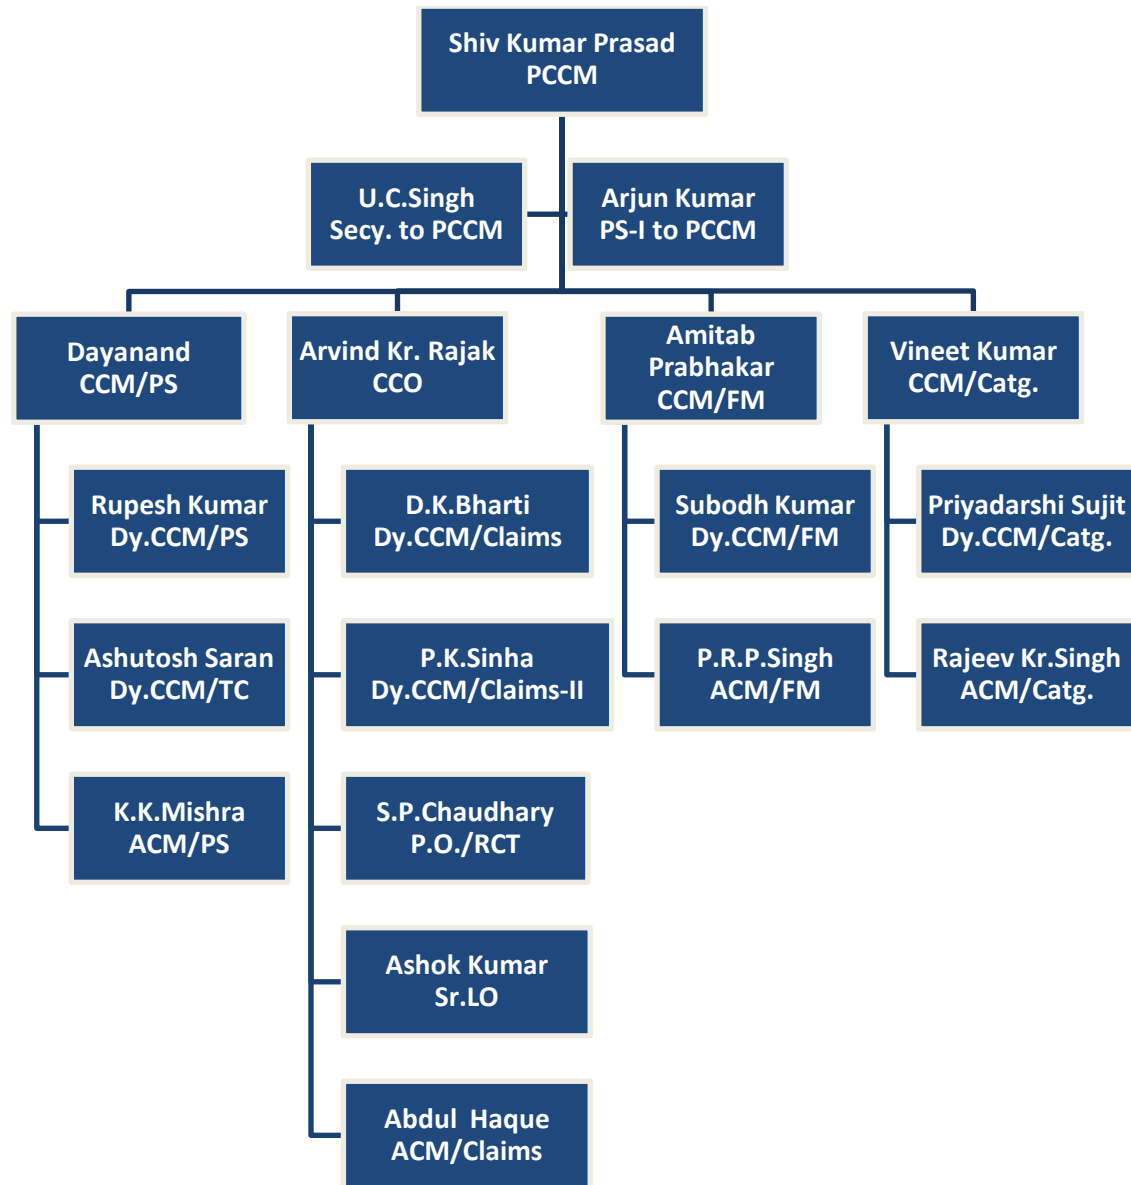 Shiv Kumar Prasad
PCCM
U.C.Singh
Secy. to PCCM
Arjun Kumar
PS-I to PCCM
Dayanand
CCM/PS
Arvind Kr. Rajak
CCO
Amitab
Prabhakar
CCM/FM
Vineet Kumar
CCM/Catg.
Rupesh Kumar
Dy.CCM/PS
D.K.Bharti
Dy.CCM/Claims
Subodh Kumar
Dy.CCM/FM
Priyadarshi Sujit
Dy.CCM/Catg.
Ashutosh Saran
Dy.CCM/TC
P.K.Sinha
Dy.CCM/Claims-II
P.R.P.Singh
ACM/FM
Rajeev Kr.Singh
ACM/Catg.
K.K.Mishra
ACM/PS
S.P.Chaudhary
P.O./RCT
Ashok Kumar
Sr.LO
Abdul  Haque
ACM/Claims